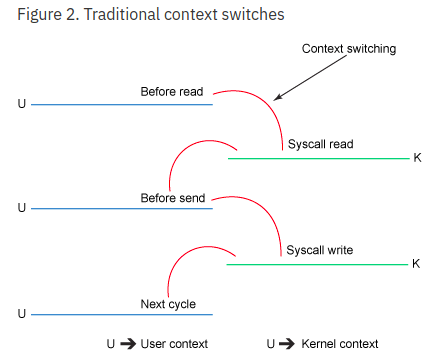 Figure 2. Traditional context switches
Context switching
Before read
U
Syscall read
K
Before send
U
Syscall write
K
Next cycle
U
U ➔ User context
U ➔ Kernel context